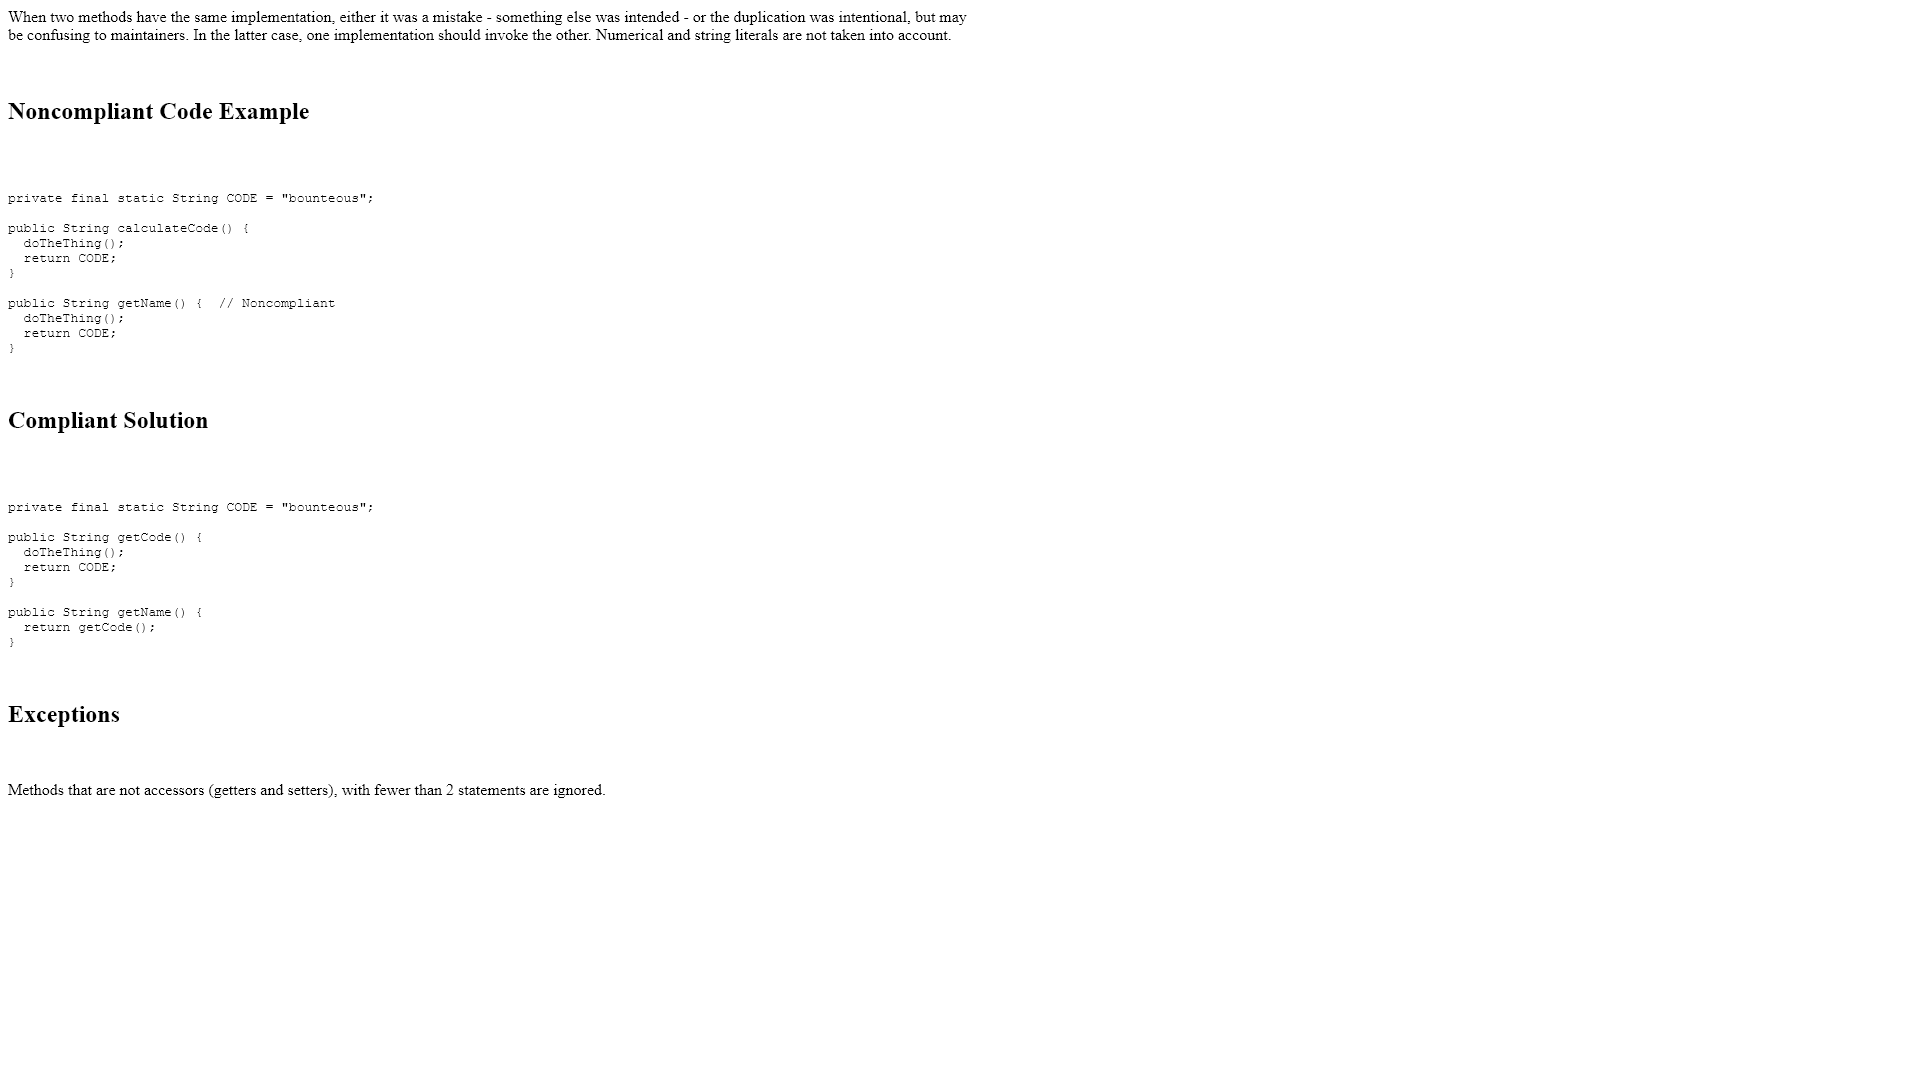 When two methods have the same implementation, either it was a mistake - something else was intended - or the duplication was intentional, but may
be confusing to maintainers. In the latter case, one implementation should invoke the other. Numerical and string literals are not taken into account.
Noncompliant Code Example
private final static String CODE = "bounteous";
public String calculateCode() {
  doTheThing();
  return CODE;
}
public String getName() {  // Noncompliant
  doTheThing();
  return CODE;
}
Compliant Solution
private final static String CODE = "bounteous";
public String getCode() {
  doTheThing();
  return CODE;
}
public String getName() {
  return getCode();
}
Exceptions
Methods that are not accessors (getters and setters), with fewer than 2 statements are ignored.